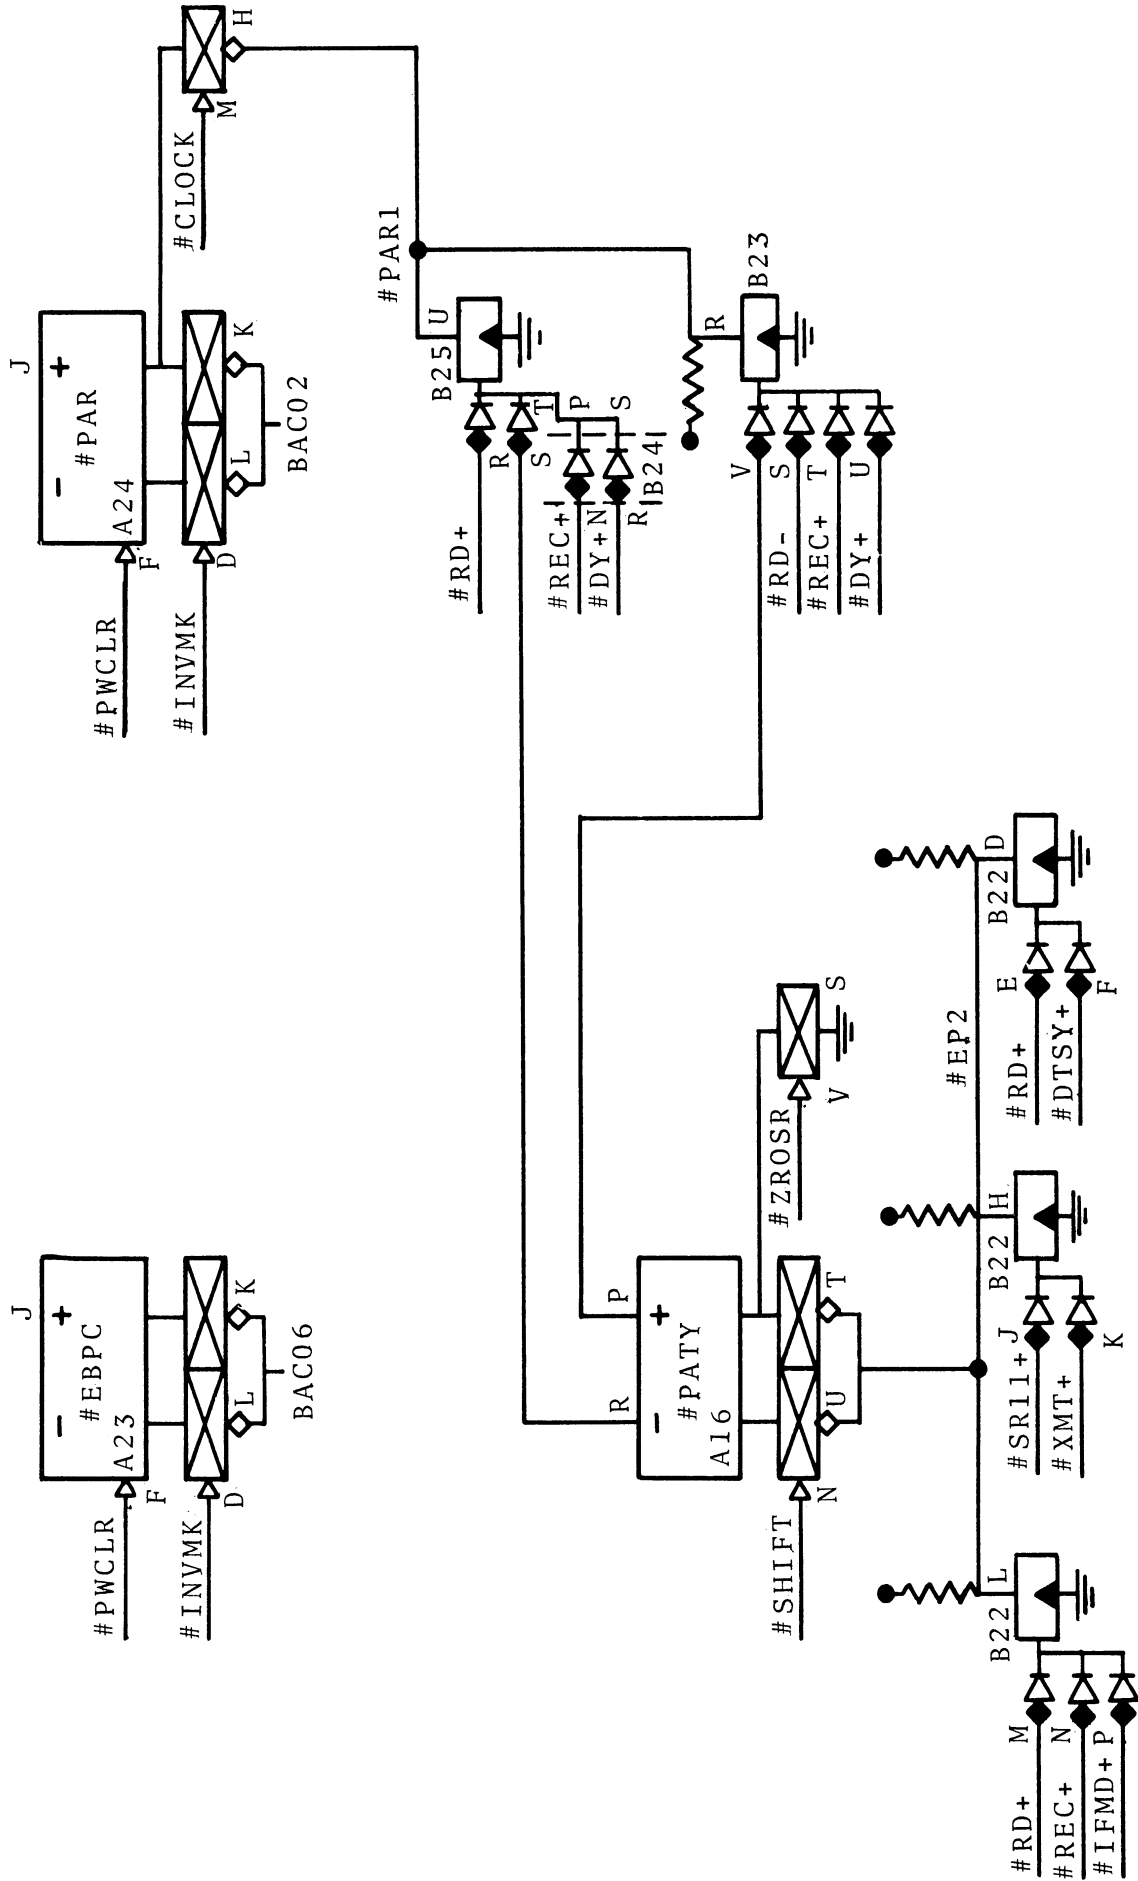 J
+
-
#EBPC
A23
F
#PWCLR
#INVMK
D
L
K
BAC06
J
+
-
#PAR
A24
F
#PWCLR
#INVMK
D
L
K
BAC02
#CLOCK
M
H
#PAR1
U
B25
#RD+
R
S
T
P
S
#REC+
#DY+
N
R
B24
R
B23
V
S
T
U
#RD-
#REC+
#DY+
R
P
+
-
#PATY
A16
#SHIFT
N
U
T
#ZROSR
V
S
#EP2
L
B22
#RD+
M
#REC+
N
#IFMD+
P
H
B22
#SR11+
J
#XMT+
K
D
B22
#RD+
E
#DTSY+
F